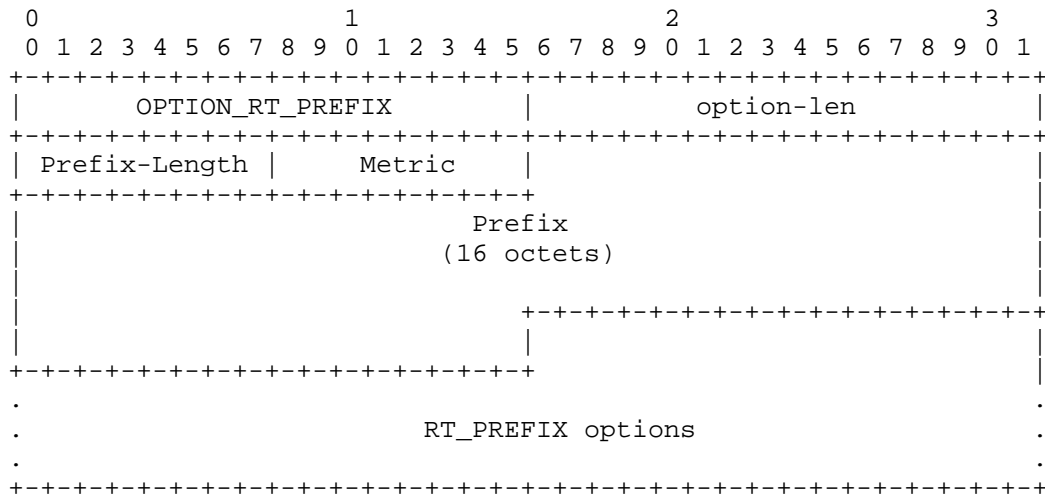 0                   1                   2                   3
 0 1 2 3 4 5 6 7 8 9 0 1 2 3 4 5 6 7 8 9 0 1 2 3 4 5 6 7 8 9 0 1
+-+-+-+-+-+-+-+-+-+-+-+-+-+-+-+-+-+-+-+-+-+-+-+-+-+-+-+-+-+-+-+-+
|       OPTION_RT_PREFIX        |          option-len           |
+-+-+-+-+-+-+-+-+-+-+-+-+-+-+-+-+-+-+-+-+-+-+-+-+-+-+-+-+-+-+-+-+
| Prefix-Length |     Metric    |                               |
+-+-+-+-+-+-+-+-+-+-+-+-+-+-+-+-+                               |
|                            Prefix                             |
|                          (16 octets)                          |
|                                                               |
|                               +-+-+-+-+-+-+-+-+-+-+-+-+-+-+-+-+
|                               |                               |
+-+-+-+-+-+-+-+-+-+-+-+-+-+-+-+-+                               |
.                                                               .
.                         RT_PREFIX options                     .
.                                                               .
+-+-+-+-+-+-+-+-+-+-+-+-+-+-+-+-+-+-+-+-+-+-+-+-+-+-+-+-+-+-+-+-+